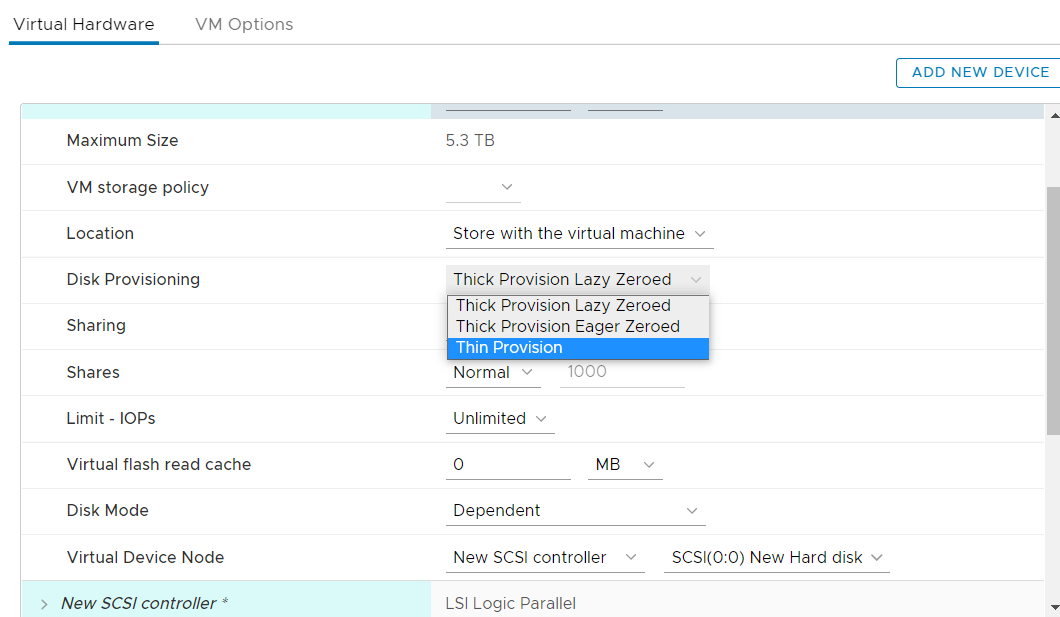 Virtual Hardware VM Options
ADD NEW DEVICE
Maximum Size 5.3 TB
VM storage policy
Location Store with the virtual machine
Disk Provisioning Thick Provision Lazy Zeroed
Thick Provision Lazy Zeroed
Sharing Thick Provision Eager Zeroed
Thin Provision
Shares Normal 1000
Limit - IOPs Unlimited
Virtual flash read cache 0 MB
Disk Mode Dependent
Virtual Device Node New SCSI controller SCSI(0:0) New Hard disk
New SCSI controller * LSI Logic Parallel